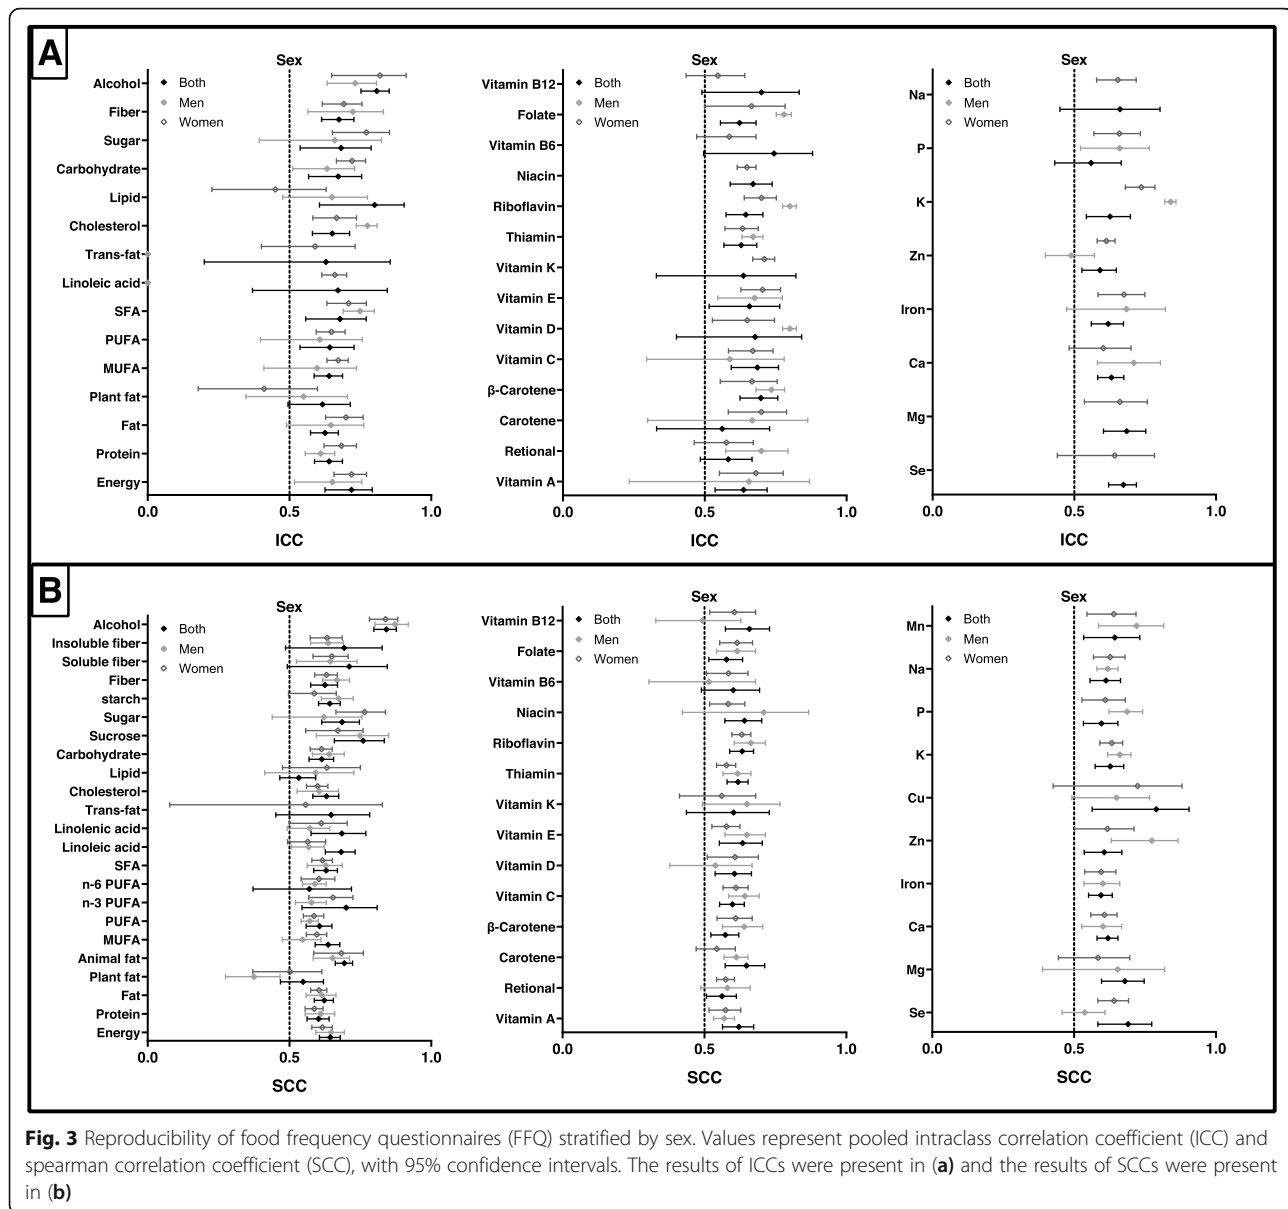 A
Sex
Both
Men
Women
Alcohol
Fiber
Sugar
Carbohydrate
Lipid
Cholesterol
Trans-fat
Linoleic acid
SFA
PUFA
MUFA
Plant fat
Fat
Protein
Energy
0.0 0.5 1.0
ICC
Sex
Both
Men
Women
Vitamin B12
Folate
Vitamin B6
Niacin
Riboflavin
Thiamin
Vitamin K
Vitamin E
Vitamin D
Vitamin C
β-Carotene
Carotene
Retional
Vitamin A
0.0 0.5 1.0
ICC
Sex
Both
Men
Women
Na
P
K
Zn
Iron
Ca
Mg
Se
0.0 0.5 1.0
ICC
B
Sex
Both
Men
Women
Alcohol
Insoluble fiber
Soluble fiber
Fiber
starch
Sugar
Sucrose
Carbohydrate
Lipid
Cholesterol
Trans-fat
Linolenic acid
Linoleic acid
SFA
n-6 PUFA
n-3 PUFA
PUFA
MUFA
Animal fat
Plant fat
Fat
Protein
Energy
0.0 0.5 1.0
SCC
Sex
Both
Men
Women
Vitamin B12
Folate
Vitamin B6
Niacin
Riboflavin
Thiamin
Vitamin K
Vitamin E
Vitamin D
Vitamin C
β-Carotene
Carotene
Retional
Vitamin A
0.0 0.5 1.0
SCC
Sex
Both
Men
Women
Mn
Na
P
K
Cu
Zn
Iron
Ca
Mg
Se
0.0 0.5 1.0
SCC
Fig. 3 Reproducibility of food frequency questionnaires (FFQ) stratified by sex. Values represent pooled intraclass correlation coefficient (ICC) and
spearman correlation coefficient (SCC), with 95% confidence intervals. The results of ICCs were present in (a) and the results of SCCs were present
in (b)